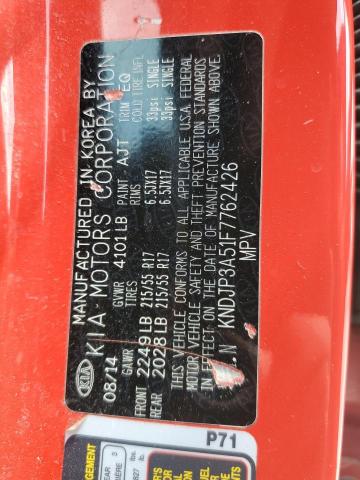 MANUFACTURED IN KOREA BY
KIA KIA MOTORS CORPORATION
08/14 GVWR 4101LB PAINT AJT TRIM EQ
GAWR TIRES RIMS COLD TIRE INFL
FRONT 2249LB 215/55 R17 6.5JX17 33psi SINGLE
REAR 2028LB 215/55 R17 6.5JX17 33psi SINGLE
THIS VEHICLE CONFORMS TO ALL APPLICABLE U.S.A. FEDERAL
MOTOR VEHICLE SAFETY AND THEFT PREVENTION STANDARDS
IN EFFECT ON THE DATE OF MANUFACTURE SHOWN ABOVE.
N KNDJP3A51F7762426
MPV
P71